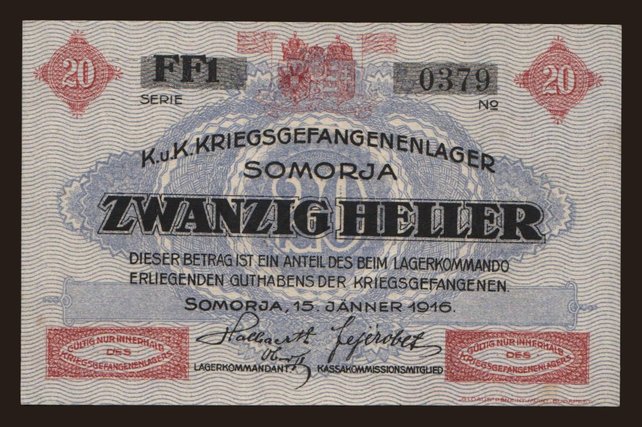 20 FF1 0379 20
SERIE No
K.u.K. KRIEGSGEFANGENENLAGER
SOMORJA
20
ZWANZIG HELLER
DIESER BETRAG IST EIN ANTEIL DES BEIM LAGERKOMMANDO
ERLIEGENDEN GUTHABENS DER KRIEGSGEFANGENEN.
SOMORJA, 15. JÄNNER 1916.
GÜLTIG NUR INNERHALB
DES
KRIEGSGEFANGENENLAGERS
LAGERKOMMANDANT KASSAKOMMISSIONSMITGLIED
GÜLTIG NUR INNERHALB
DES
KRIEGSGEFANGENENLAGERS